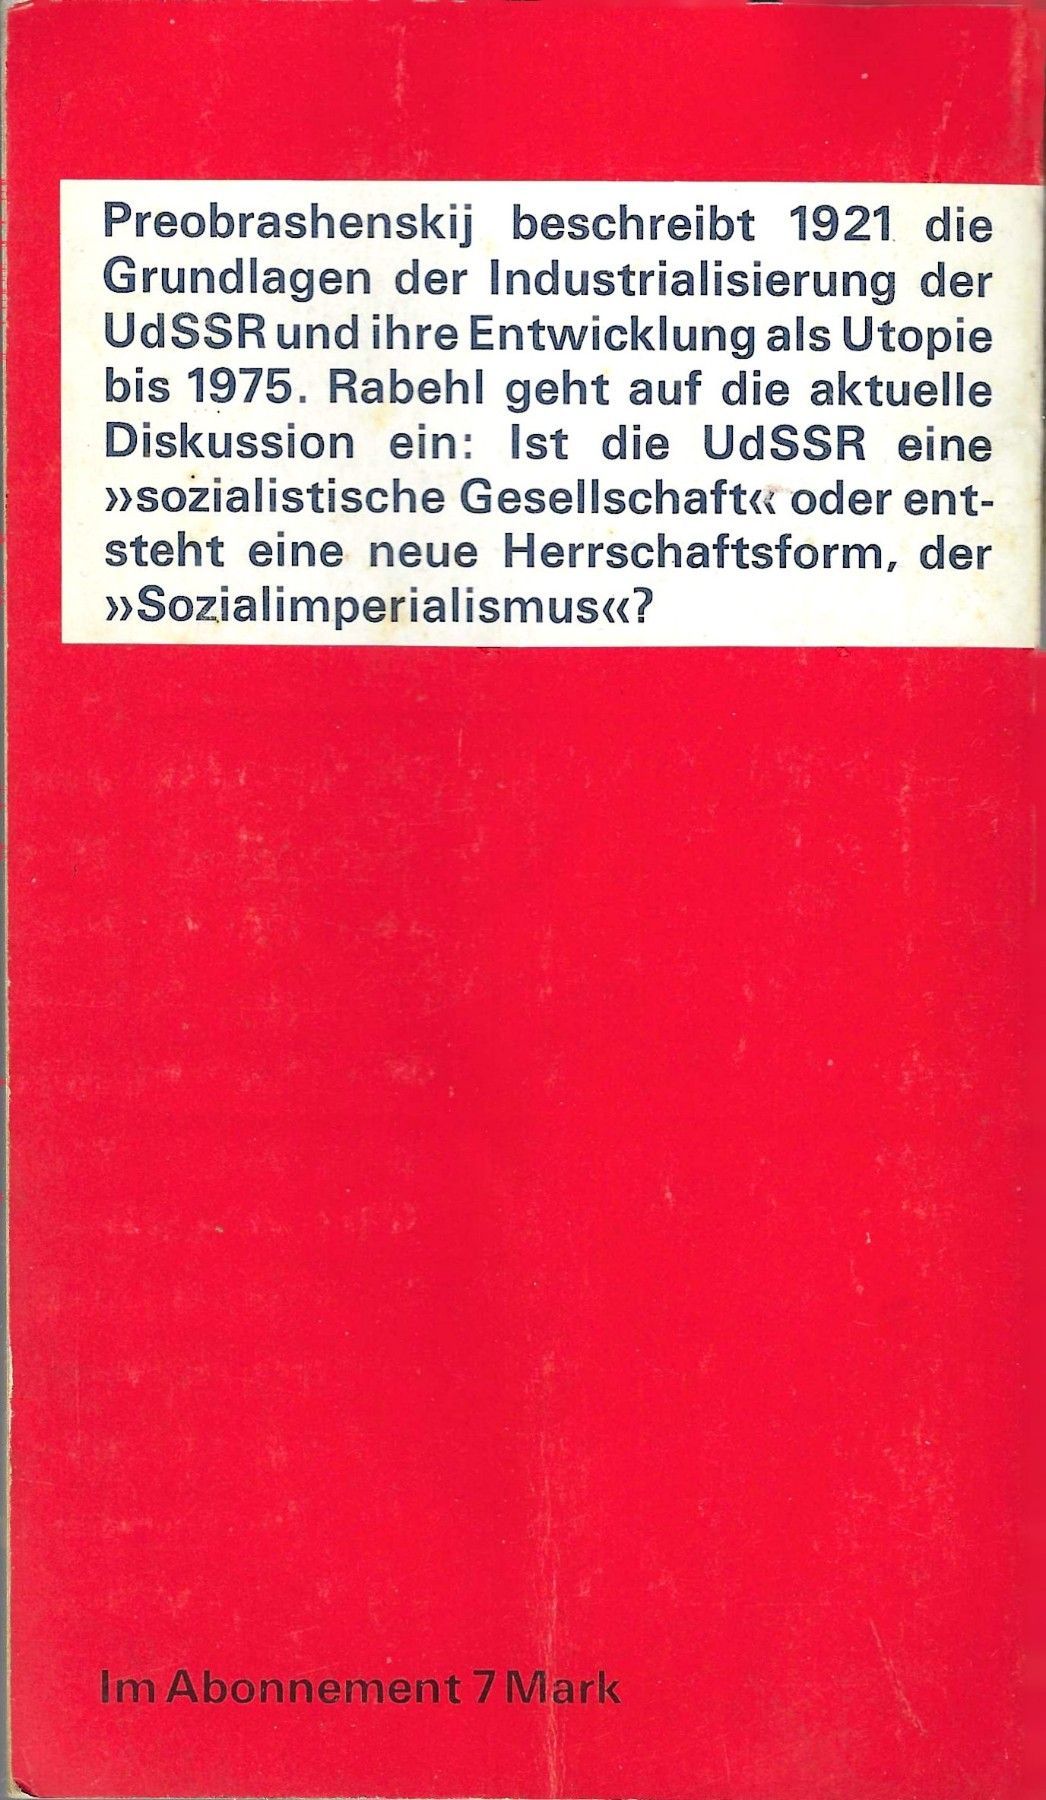 Preobrashenskij beschreibt 1921 die
Grundlagen der Industrialisierung der
UdSSR und ihre Entwicklung als Utopie
bis 1975. Rabehl geht auf die aktuelle
Diskussion ein: Ist die UdSSR eine
»sozialistische Gesellschaft« oder ent-
steht eine neue Herrschaftsform, der
»Sozialimperialismus«?
Im Abonnement 7 Mark